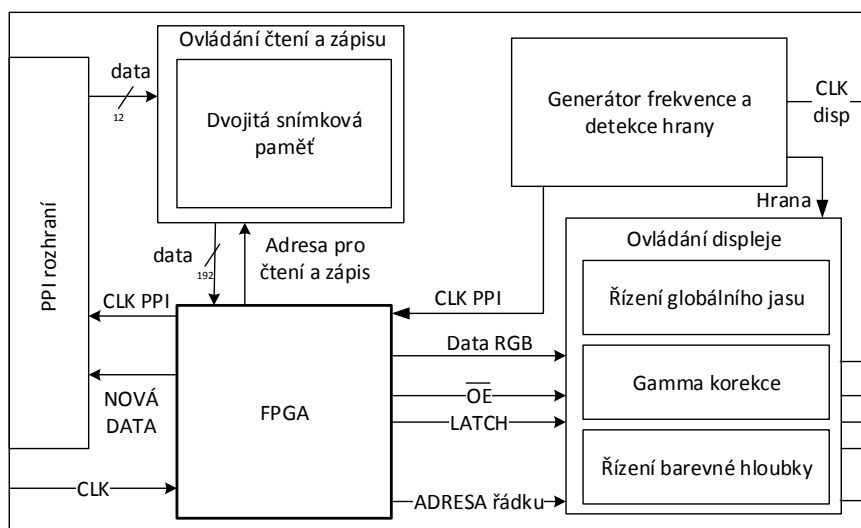 Ovládání čtení a zápisu
data
12
Dvojitá snímková
paměť
Generátor frekvence a
detekce hrany
CLK
disp
Hrana
PPI rozhraní
data
192
Adresa pro
čtení a zápis
Ovládání displeje
Řízení globálního jasu
CLK PPI
CLK PPI
Data RGB
Gamma korekce
NOVÁ
DATA
FPGA
OE
LATCH
Řízení barevné hloubky
CLK
ADRESA řádku